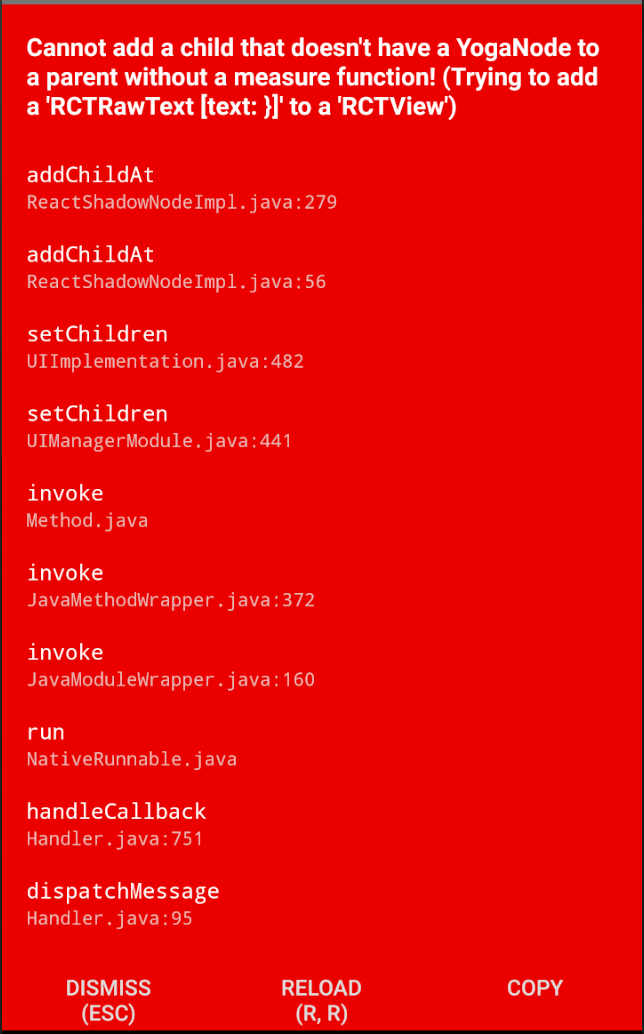 Cannot add a child that doesn't have a YogaNode to
a parent without a measure function! (Trying to add
a 'RCTRawText [text: }]' to a 'RCTView')
addChildAt
ReactShadowNodeImpl.java:279
addChildAt
ReactShadowNodeImpl.java:56
setChildren
UIImplementation.java:482
setChildren
UIManagerModule.java:441
invoke
Method.java
invoke
JavaMethodWrapper.java:372
invoke
JavaModuleWrapper.java:160
run
NativeRunnable.java
handleCallback
Handler.java:751
dispatchMessage
Handler.java:95
DISMISS
(ESC)
RELOAD
(R, R)
COPY